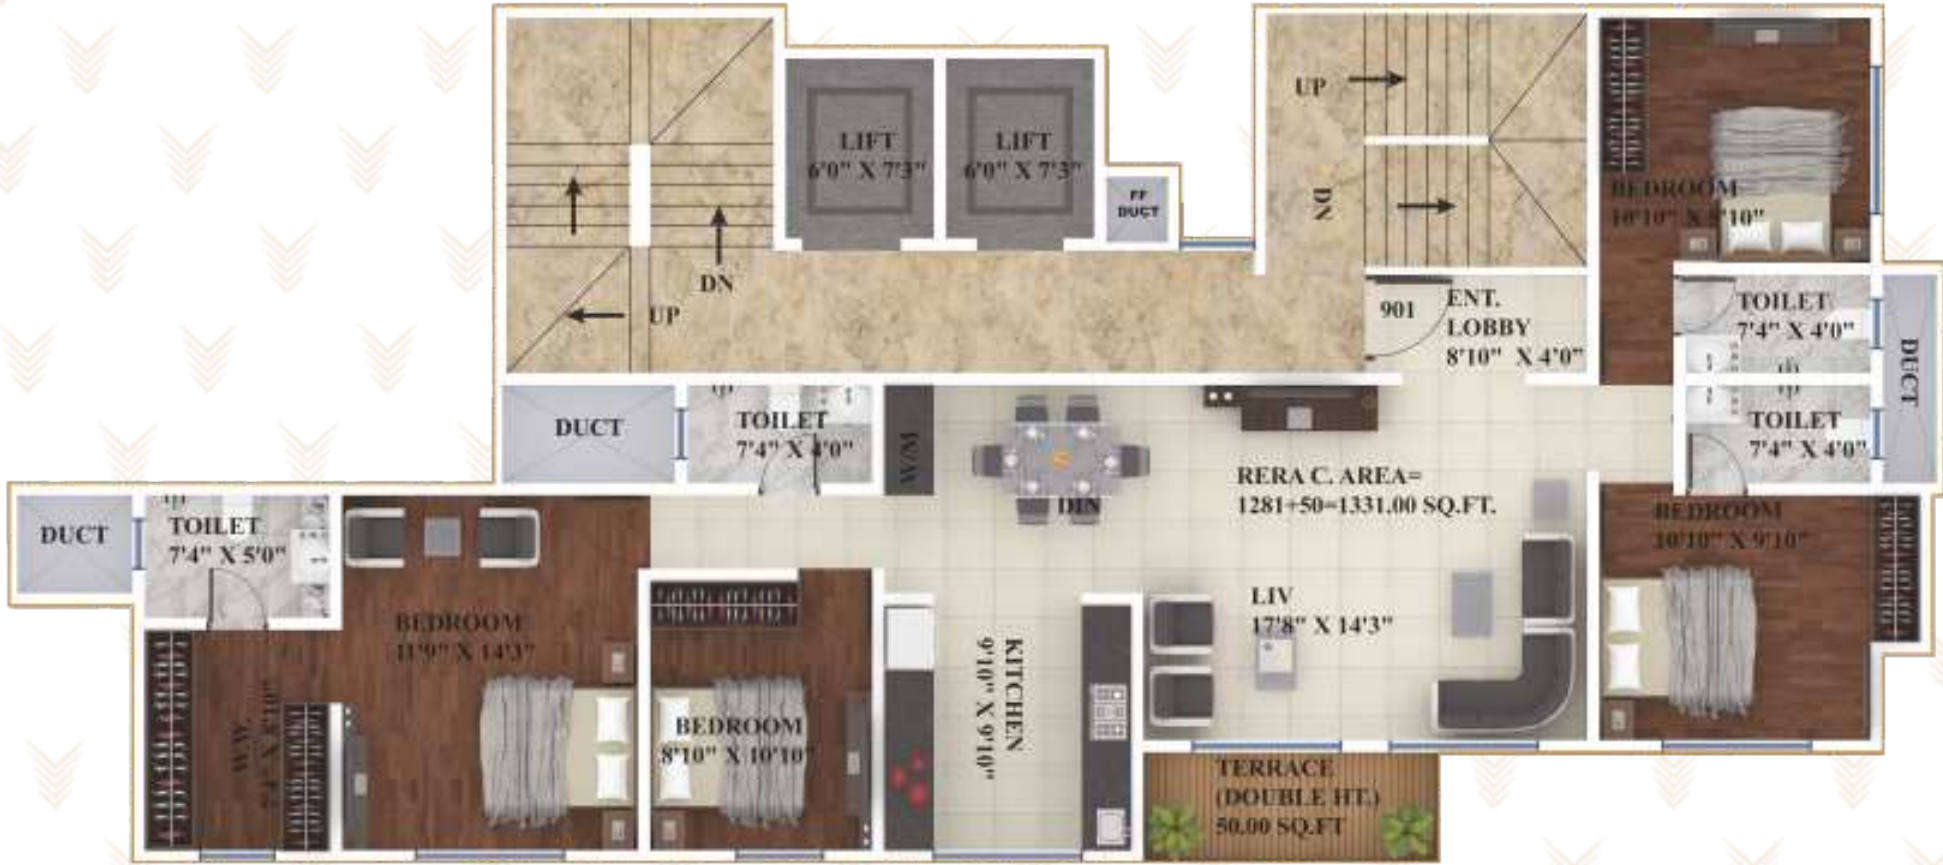 LIFT
6'0" X 7'3"
LIFT
6'0" X 7'3"
FF
DUCT
UP
DN
DN
UP
BEDROOM
10'10" X 9'10"
901
ENT.
LOBBY
8'10" X 4'0"
TOILET
7'4" X 4'0"
DUCT
TOILET
7'4" X 4'0"
DUCT
TOILET
7'4" X 4'0"
W/M
DIN
RERA C. AREA=
1281+50=1331.00 SQ.FT.
BEDROOM
10'10" X 9'10"
DUCT
TOILET
7'4" X 5'0"
BEDROOM
11'9" X 14'3"
W.W.
BEDROOM
8'10" X 10'10"
KITCHEN
9'10" X 9'10"
LIV
17'8" X 14'3"
TERRACE
(DOUBLE HT.)
50.00 SQ.FT